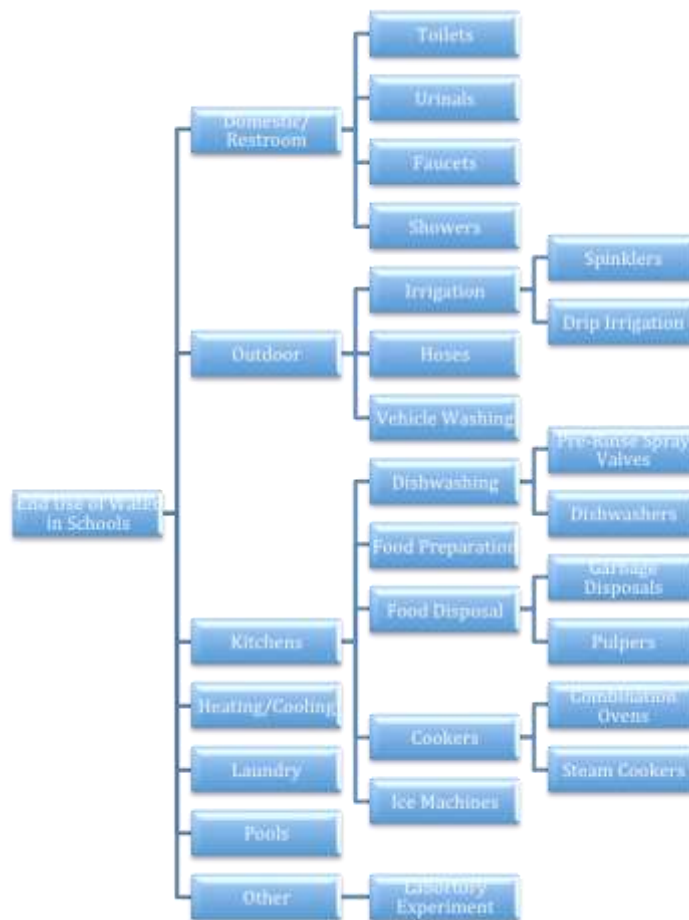 Toilets
Urinals
Domestic/
Restroom
Faucets
Showers
Spinklers
Irrigation
Drip Irrigation
Outdoor
Hoses
Vehicle Washing
Pre-Rinse Spray
Valves
Dishwashing
End Use of Water
in Schools
Dishwashers
Food Preparation
Garbage
Disposals
Food Disposal
Kitchens
Pulpers
Heating/Cooling
Combination
Ovens
Cookers
Laundry
Steam Cookers
Ice Machines
Pools
Other
Labortory
Experiment